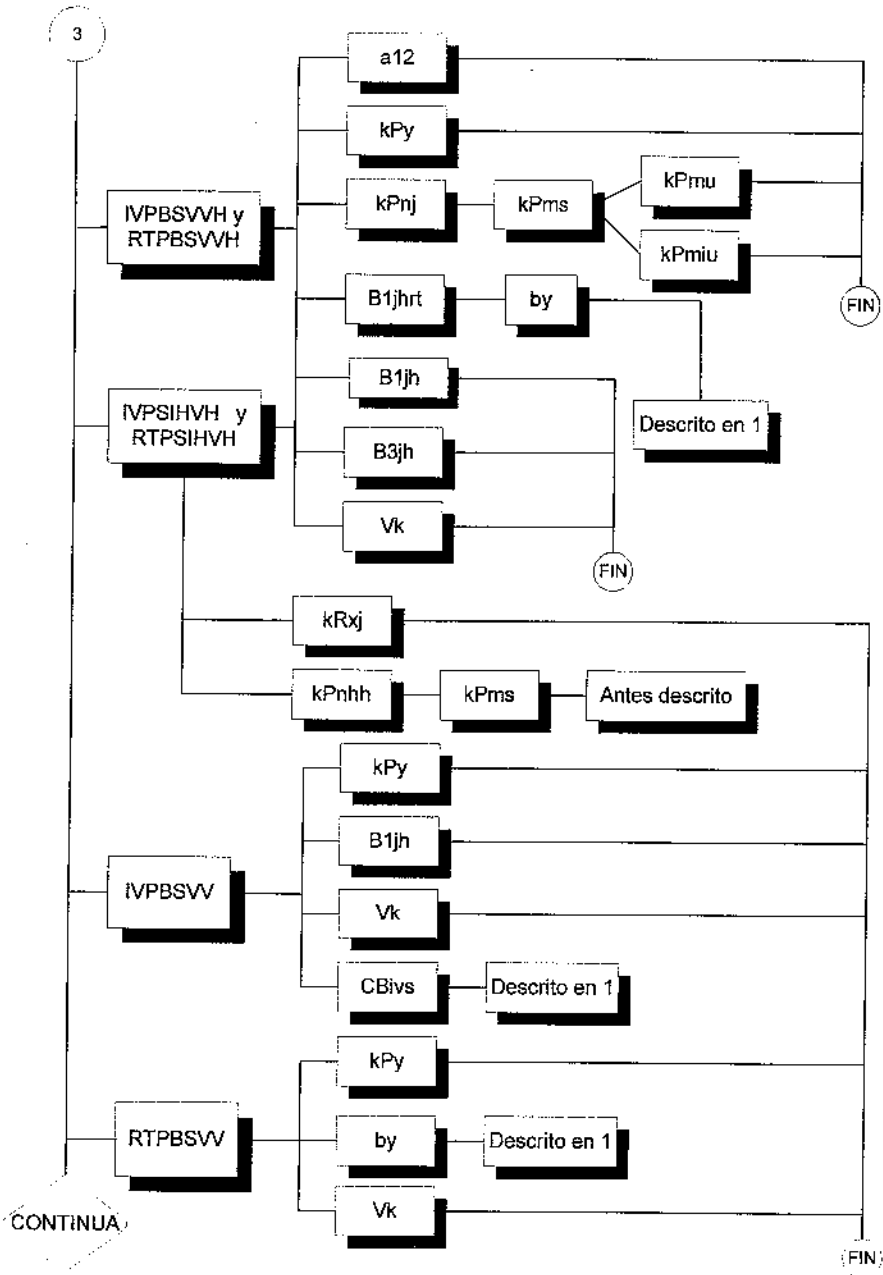 3
a12
kPy
kPnj
kPms
kPmu
kPmiu
IVPBSVVH y
RTPBSVVH
FIN
B1jhrt
by
B1jh
Descrito en 1
IVPSIHVH y
RTPSIHVH
B3jh
Vk
FIN
kRxj
kPnhh
kPms
Antes descrito
kPy
B1jh
IVPBSVV
Vk
CBivs
Descrito en 1
kPy
RTPBSVV
by
Descrito en 1
Vk
CONTINUA
FIN